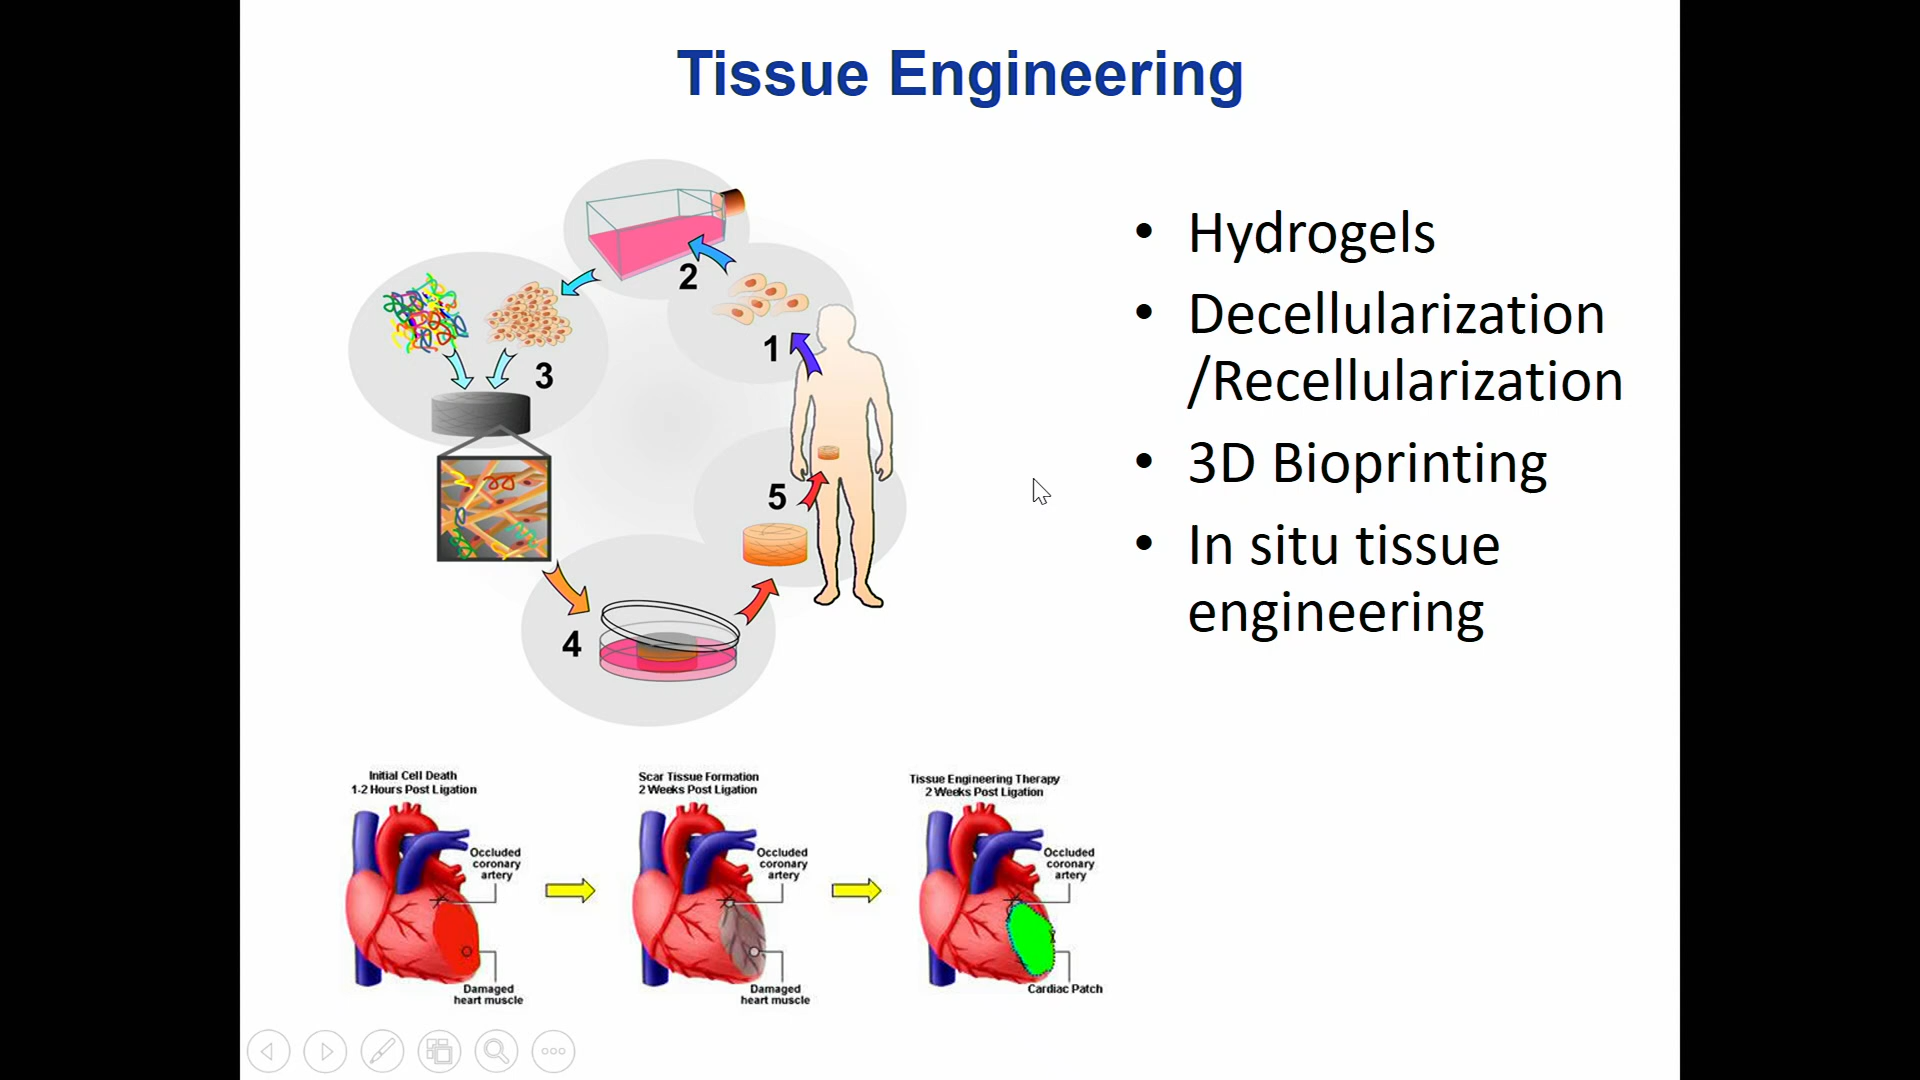 Tissue Engineering
1
2
3
4
5
• Hydrogels
• Decellularization
/Recellularization
• 3D Bioprinting
• In situ tissue
engineering
Initial Cell Death
1-2 Hours Post Ligation
Occluded
coronary
artery
Damaged
heart muscle
Scar Tissue Formation
2 Weeks Post Ligation
Occluded
coronary
artery
Damaged
heart muscle
Tissue Engineering Therapy
2 Weeks Post Ligation
Occluded
coronary
artery
Cardiac Patch